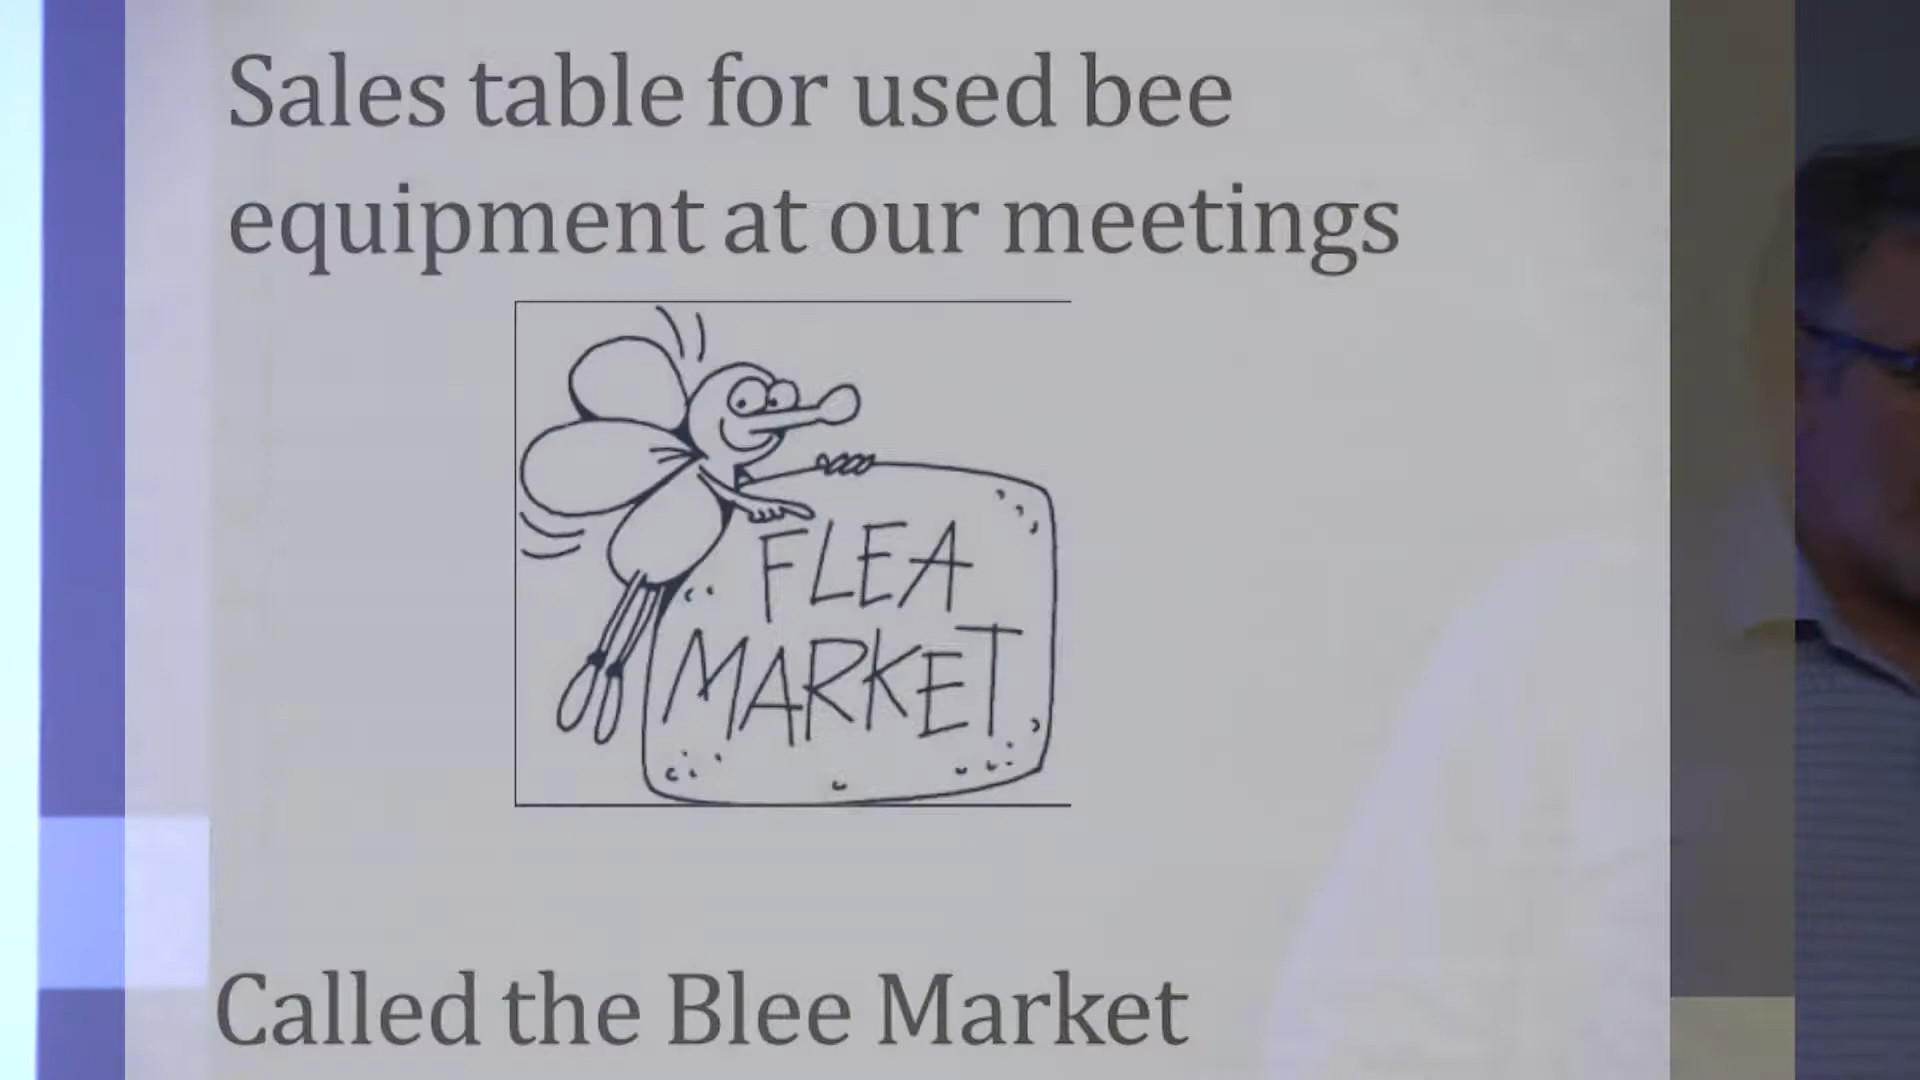 Sales table for used bee
equipment at our meetings
FLEA
MARKET
Called the Blee Market